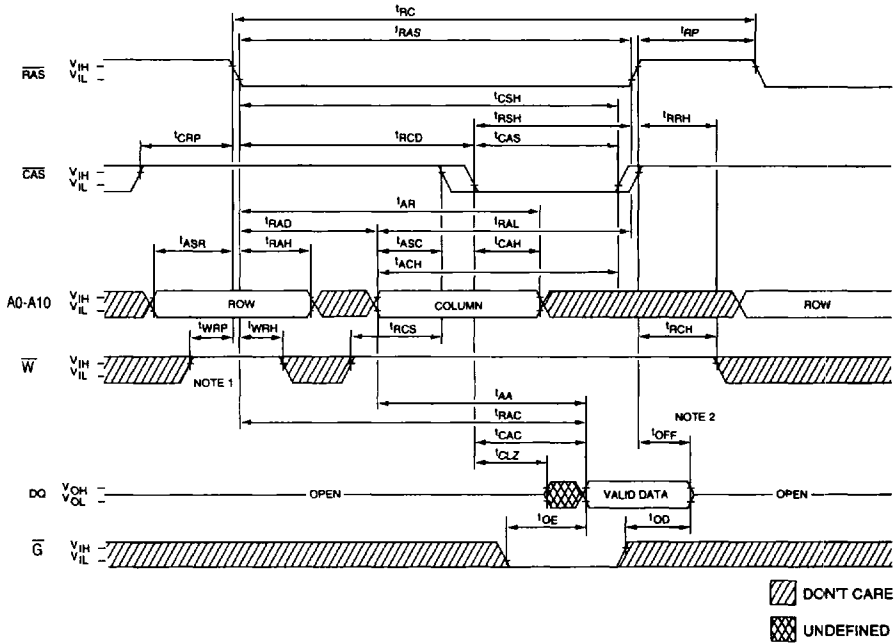 tRC
tRAS
tRP
RAS
VIH
VIL
tCSH
tRSH
tRRH
tCRP
tRCD
tCAS
CAS
VIH
VIL
tAR
tRAD
tRAL
tASR
tRAH
tASC
tCAH
tACH
A0-A10
VIH
VIL
ROW
COLUMN
ROW
tWRP
tWRH
tRCS
tRCH
W
VIH
VIL
NOTE 1
tAA
tRAC
NOTE 2
tCAC
tOFF
tCLZ
DQ
VOH
VOL
OPEN
VALID DATA
OPEN
tOE
tOD
G
VIH
VIL
DON'T CARE
UNDEFINED